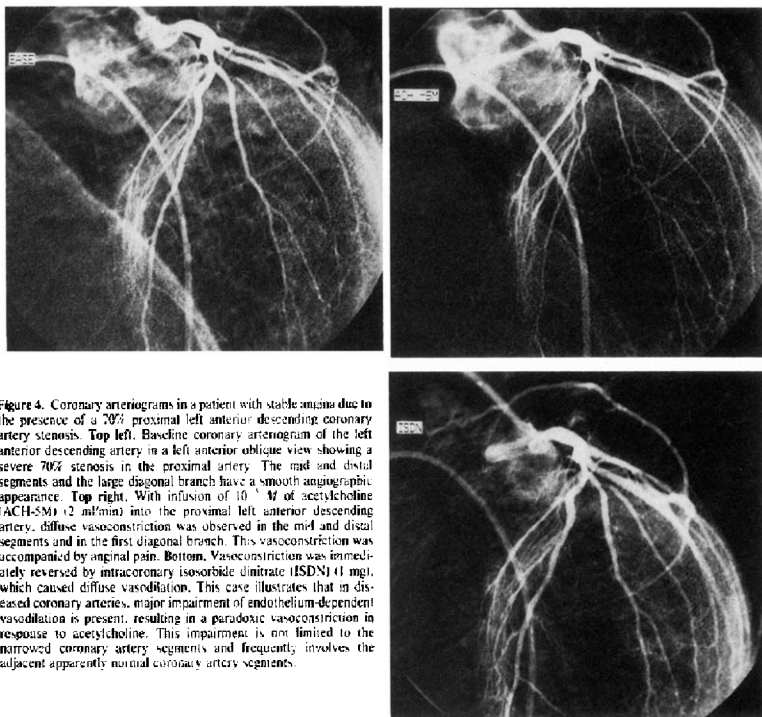 BASE
ACH -5M
ISDN
Figure 4. Coronary arteriograms in a patient with stable angina due to
the presence of a 70% proximal left anterior descending coronary
artery stenosis. Top left, Baseline coronary arteriogram of the left
anterior descending artery in a left anterior oblique view showing a
severe 70% stenosis in the proximal artery. The mid and distal
segments and the large diagonal branch have a smooth angiographic
appearance. Top right, With infusion of 10 M of acetylcholine
(ACH-5M) (2 ml/min) into the proximal left anterior descending
artery, diffuse vasoconstriction was observed in the mid and distal
segments and in the first diagonal branch. This vasoconstriction was
accompanied by anginal pain. Bottom, Vasoconstriction was immedi-
ately reversed by intracoronary isosorbide dinitrate (ISDN) (1 mg),
which caused diffuse vasodilation. This case illustrates that in dis-
eased coronary arteries, major impairment of endothelium-dependent
vasodilation is present, resulting in a paradoxic vasoconstriction in
response to acetylcholine. This impairment is not limited to the
narrowed coronary artery segments and frequently involves the
adjacent apparently normal coronary artery segments.